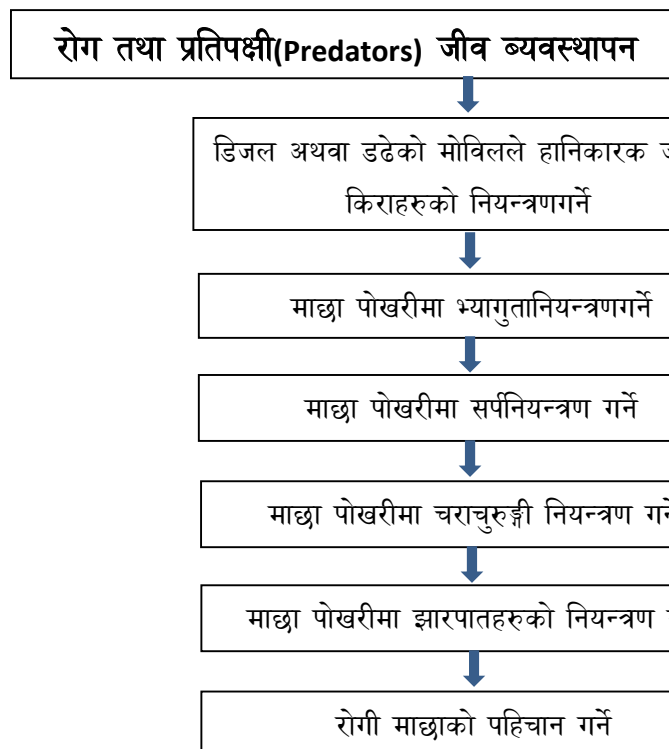 रोग तथा प्रतिपक्षी(Predators) जीव ब्यवस्थापन
डिजल अथवा डढेको मोविलले हानिकारक
किराहरुको नियन्त्रणगर्ने
माछा पोखरीमा भ्यागुतानियन्त्रणगर्ने
माछा पोखरीमा सर्पनियन्त्रण गर्ने
माछा पोखरीमा चराचुरुङ्गी नियन्त्रण गर्ने
माछा पोखरीमा झारपातहरुको नियन्त्रण
रोगी माछाको पहिचान गर्ने